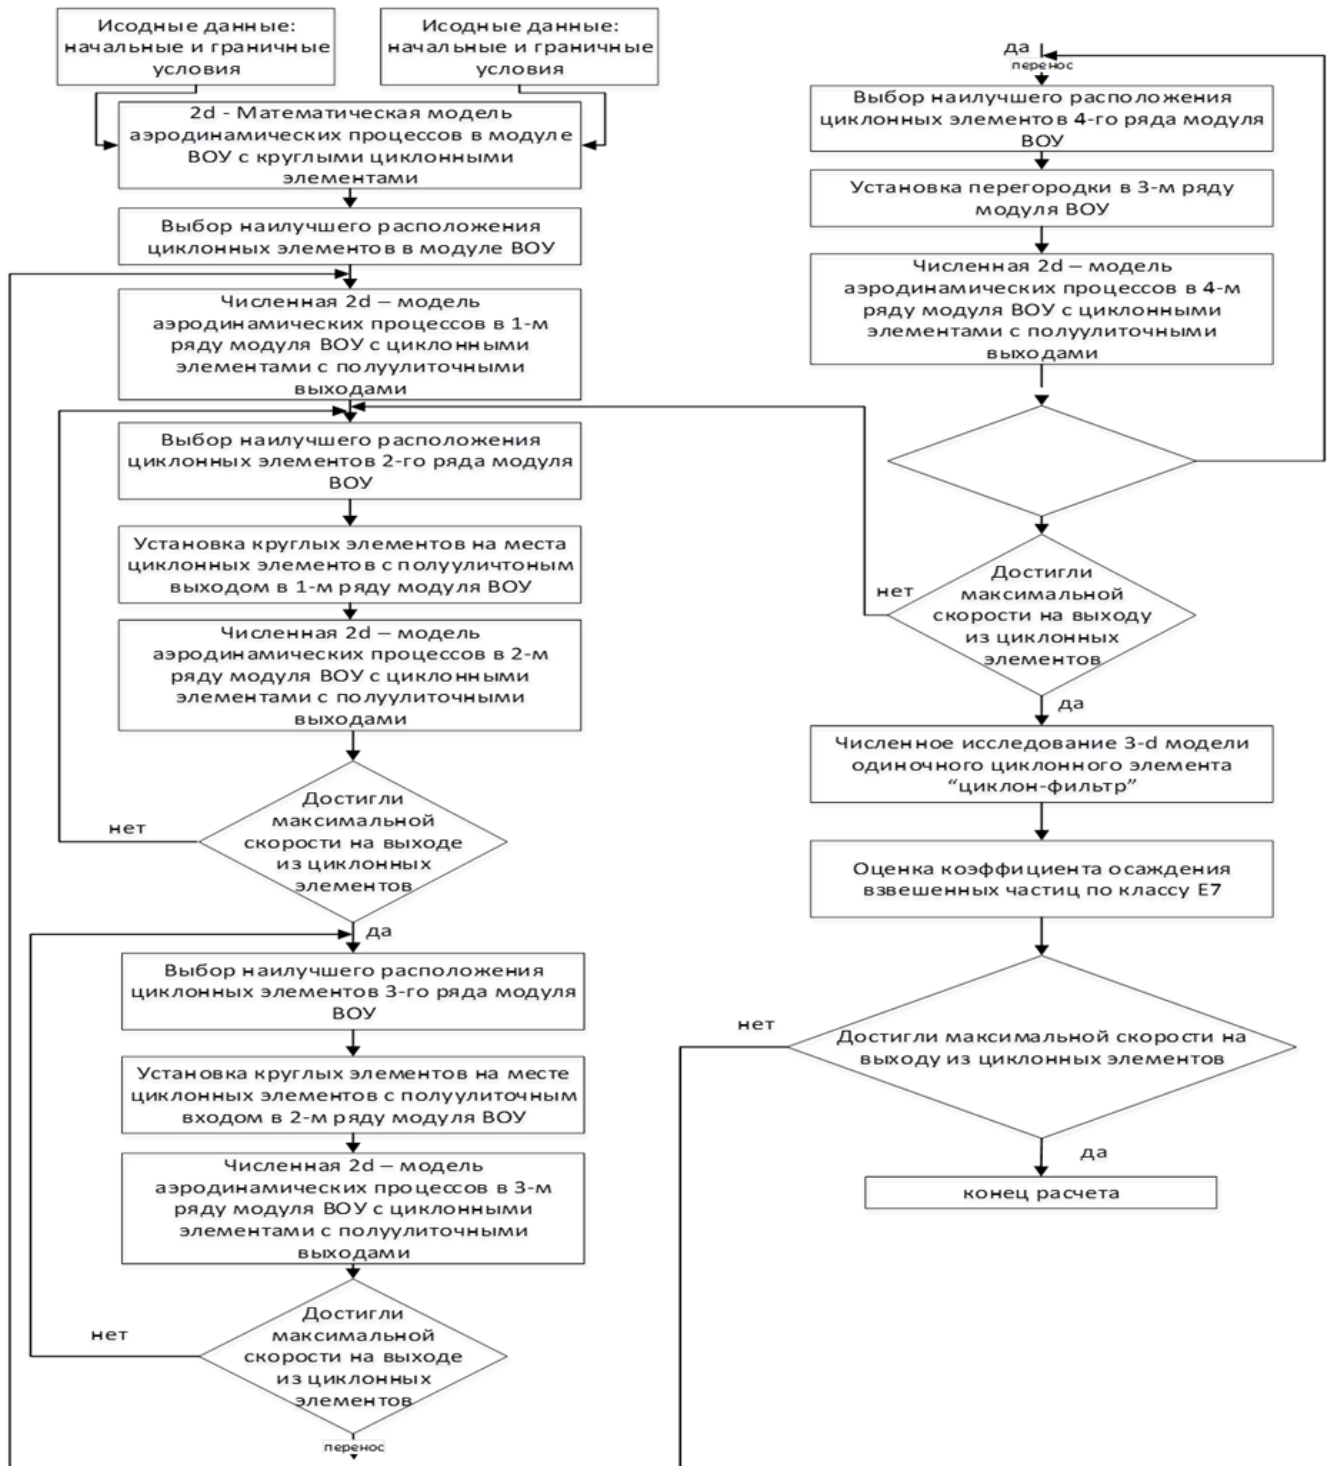 Исодные данные:
начальные и граничные
условия
Исодные данные:
начальные и граничные
условия
2d - Математическая модель
аэродинамических процессов в модуле
ВОУ с круглыми циклонными
элементами
Выбор наилучшего расположения
циклонных элементов в модуле ВОУ
Численная 2d – модель
аэродинамических процессов в 1-м
ряду модуля ВОУ с циклонными
элементами с полуулиточными
выходами
Выбор наилучшего расположения
циклонных элементов 2-го ряда модуля
ВОУ
Установка круглых элементов на места
циклонных элементов с полууличтоным
выходом в 1-м ряду модуля ВОУ
Численная 2d – модель
аэродинамических процессов в 2-м
ряду модуля ВОУ с циклонными
элементами с полуулиточными
выходами
Достигли
максимальной
скорости на выходе
из циклонных
элементов
нет
да
Выбор наилучшего расположения
циклонных элементов 3-го ряда модуля
ВОУ
Установка круглых элементов на месте
циклонных элементов с полуулиточным
входом в 2-м ряду модуля ВОУ
Численная 2d – модель
аэродинамических процессов в 3-м
ряду модуля ВОУ с циклонными
элементами с полуулиточными
выходами
Достигли
максимальной
скорости на выходе
из циклонных
элементов
нет
перенос
да
перенос
Выбор наилучшего расположения
циклонных элементов 4-го ряда модуля
ВОУ
Установка перегородки в 3-м ряду
модуля ВОУ
Численная 2d – модель
аэродинамических процессов в 4-м
ряду модуля ВОУ с циклонными
элементами с полуулиточными
выходами
Достигли
максимальной
скорости на выходу
из циклонных
элементов
нет
да
Численное исследование 3-d модели
одиночного циклонного элемента
“циклон-фильтр”
Оценка коэффициента осаждения
взвешенных частиц по классу Е7
нет
Достигли максимальной скорости на
выходу из циклонных элементов
да
конец расчета